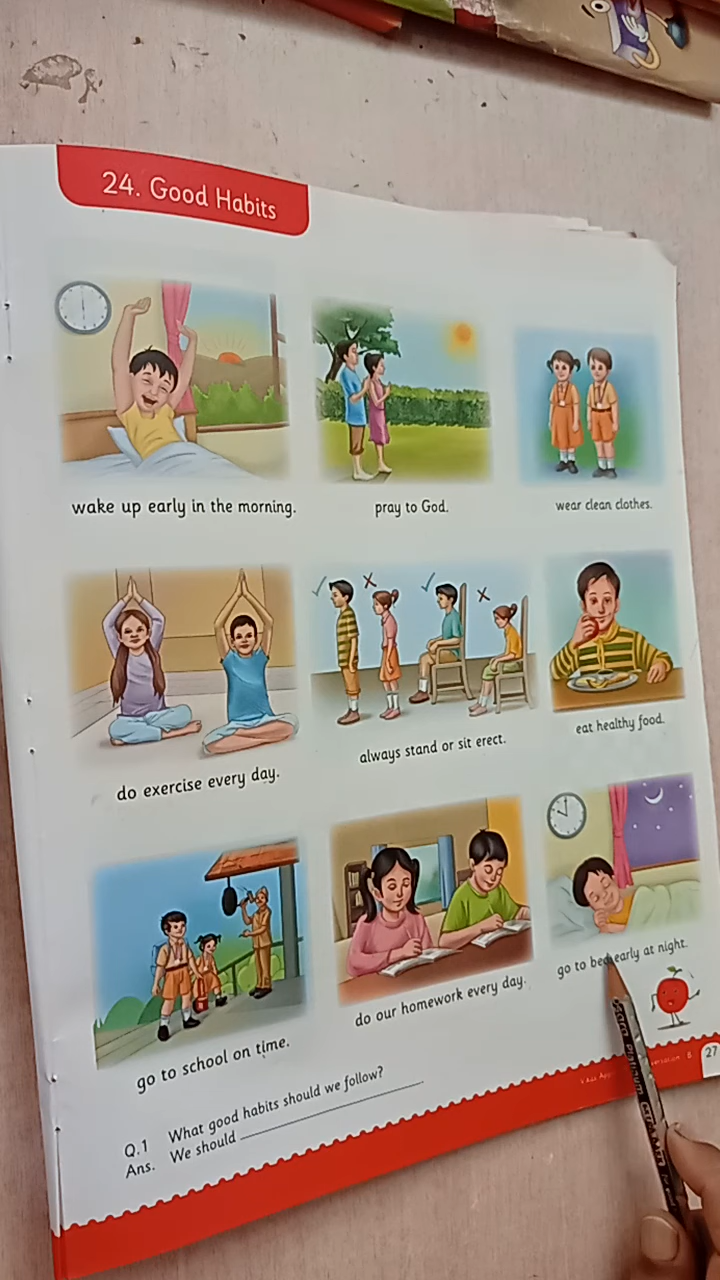 24. Good Habits
wake up early in the morning.
pray to God.
wear clean clothes.
do exercise every day.
always stand or sit erect.
eat healthy food.
go to school on time.
do our homework every day.
go to bed early at night.
Q.1 What good habits should we follow?
Ans. We should
27